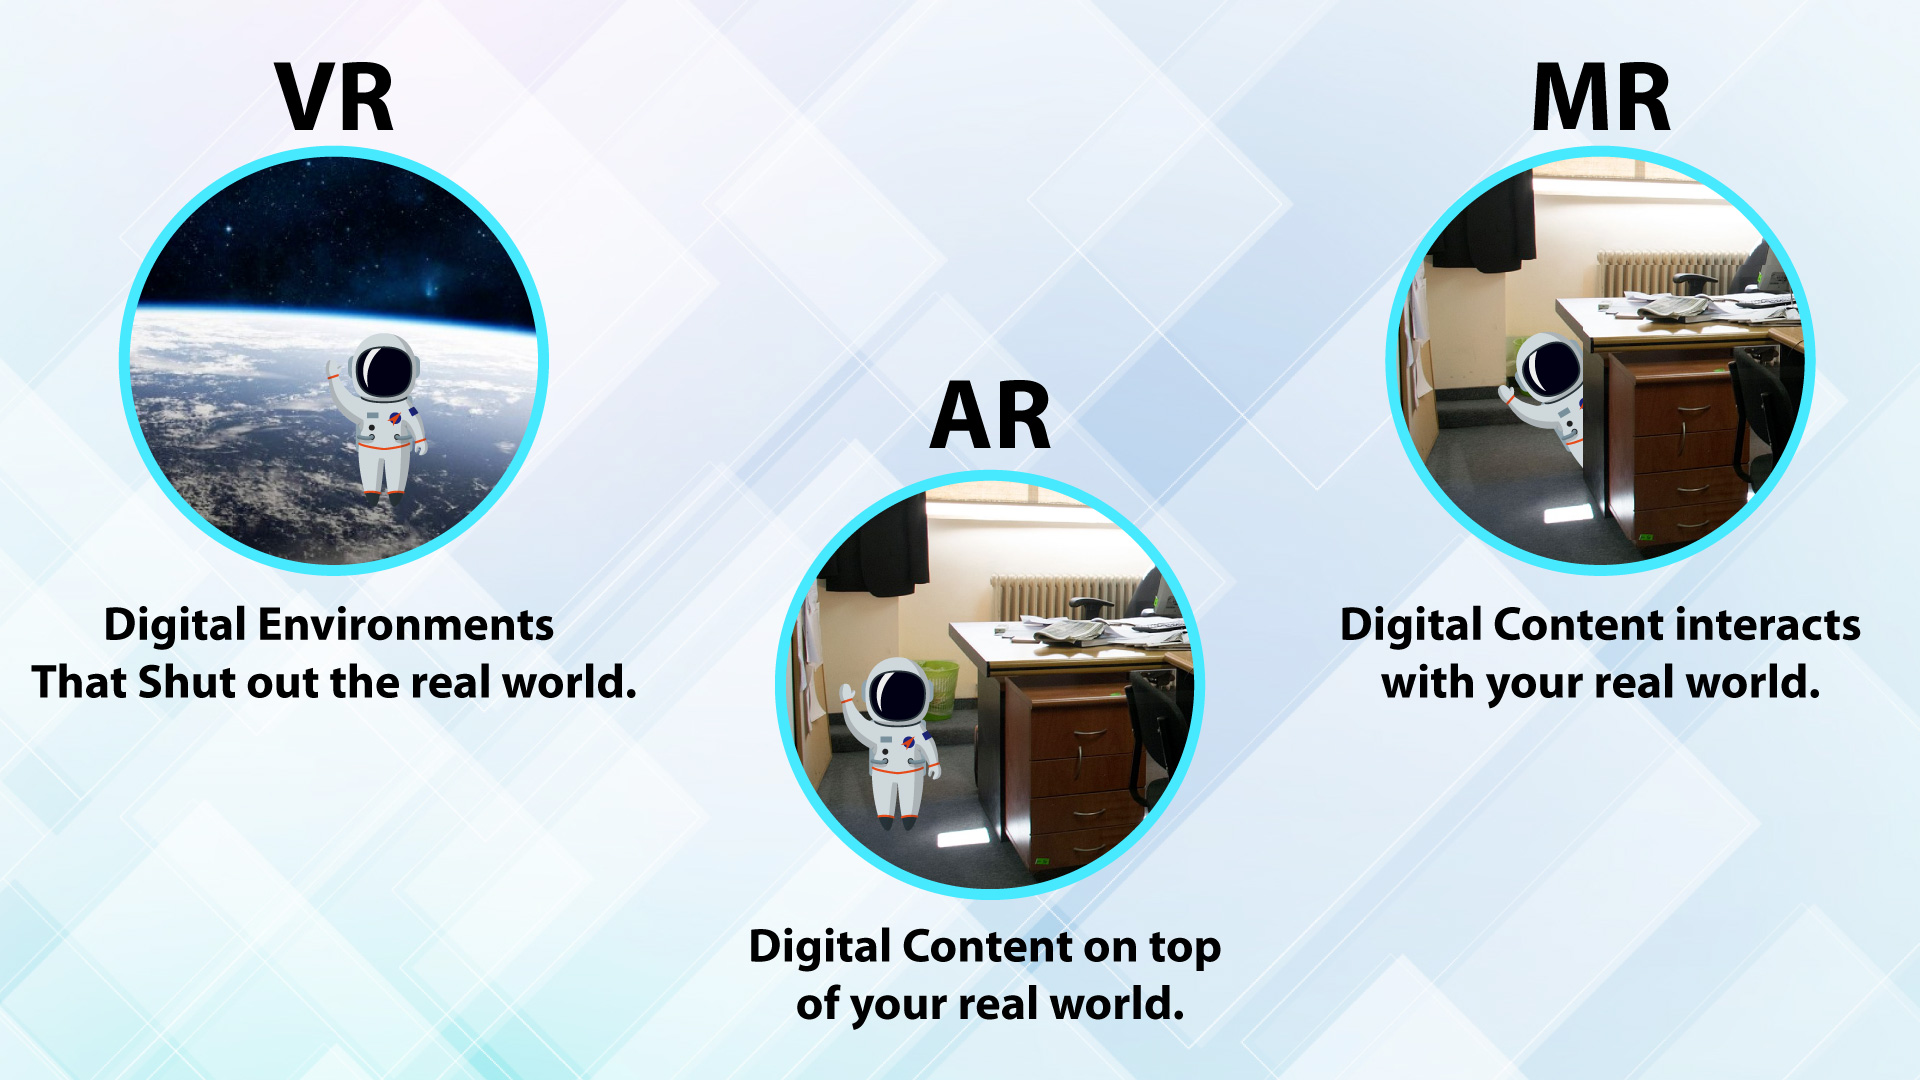 VR
Digital Environments
That Shut out the real world.
AR
Digital Content on top
of your real world.
MR
Digital Content interacts
with your real world.